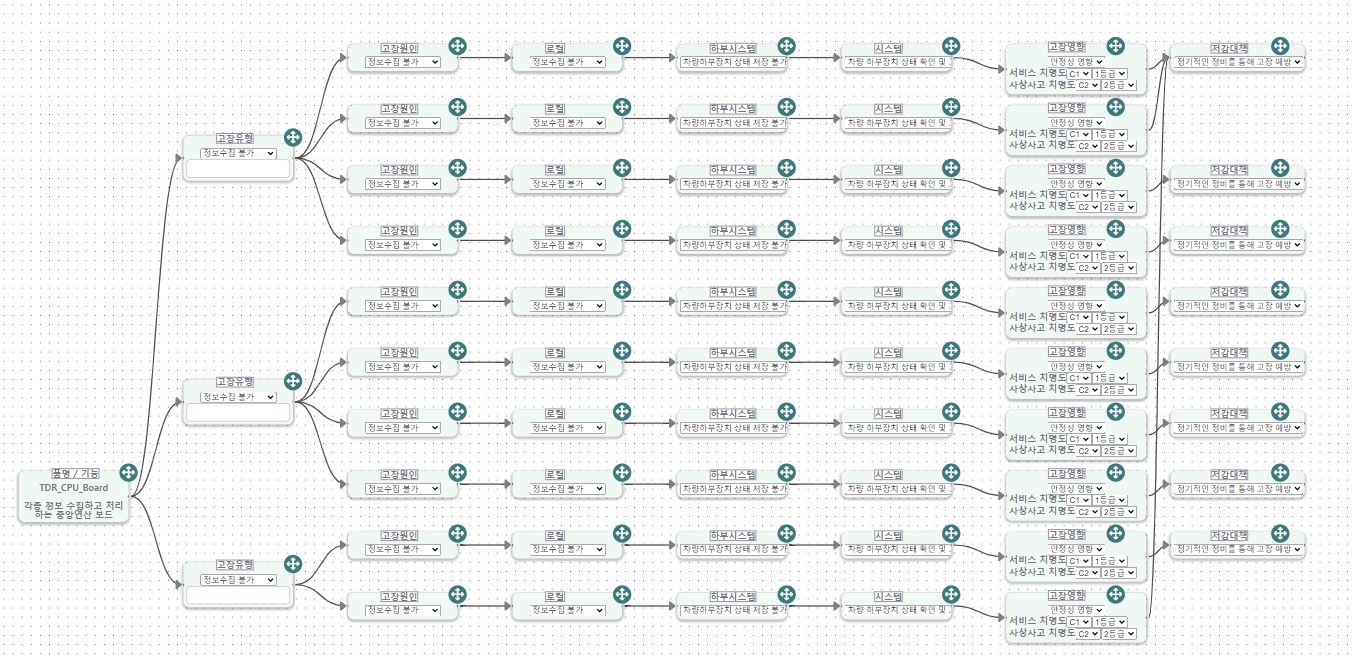 품명 / 기능
TDR_CPU_Board
각종 정보 수집하고 처리
하는 중앙연산 보드
고장유형
정보수집 불가
고장유형
정보수집 불가
고장유형
정보수집 불가
고장원인
정보수집 불가
고장원인
정보수집 불가
고장원인
정보수집 불가
고장원인
정보수집 불가
고장원인
정보수집 불가
고장원인
정보수집 불가
고장원인
정보수집 불가
고장원인
정보수집 불가
고장원인
정보수집 불가
고장원인
정보수집 불가
로컬
정보수집 불가
로컬
정보수집 불가
로컬
정보수집 불가
로컬
정보수집 불가
로컬
정보수집 불가
로컬
정보수집 불가
로컬
정보수집 불가
로컬
정보수집 불가
로컬
정보수집 불가
로컬
정보수집 불가
하부시스템
차량하부장치 상태 저장 불가
하부시스템
차량하부장치 상태 저장 불가
하부시스템
차량하부장치 상태 저장 불가
하부시스템
차량하부장치 상태 저장 불가
하부시스템
차량하부장치 상태 저장 불가
하부시스템
차량하부장치 상태 저장 불가
하부시스템
차량하부장치 상태 저장 불가
하부시스템
차량하부장치 상태 저장 불가
하부시스템
차량하부장치 상태 저장 불가
하부시스템
차량하부장치 상태 저장 불가
시스템
차량 하부장치 상태 확인 및
시스템
차량 하부장치 상태 확인 및
시스템
차량 하부장치 상태 확인 및
시스템
차량 하부장치 상태 확인 및
시스템
차량 하부장치 상태 확인 및
시스템
차량 하부장치 상태 확인 및
시스템
차량 하부장치 상태 확인 및
시스템
차량 하부장치 상태 확인 및
시스템
차량 하부장치 상태 확인 및
시스템
차량 하부장치 상태 확인 및
고장영향
안정성 영향
서비스 치명도 C1 1등급
사상사고 치명도 C2 2등급
고장영향
안정성 영향
서비스 치명도 C1 1등급
사상사고 치명도 C2 2등급
고장영향
안정성 영향
서비스 치명도 C1 1등급
사상사고 치명도 C2 2등급
고장영향
안정성 영향
서비스 치명도 C1 1등급
사상사고 치명도 C2 2등급
고장영향
안정성 영향
서비스 치명도 C1 1등급
사상사고 치명도 C2 2등급
고장영향
안정성 영향
서비스 치명도 C1 1등급
사상사고 치명도 C2 2등급
고장영향
안정성 영향
서비스 치명도 C1 1등급
사상사고 치명도 C2 2등급
고장영향
안정성 영향
서비스 치명도 C1 1등급
사상사고 치명도 C2 2등급
고장영향
안정성 영향
서비스 치명도 C1 1등급
사상사고 치명도 C2 2등급
고장영향
안정성 영향
서비스 치명도 C1 1등급
사상사고 치명도 C2 2등급
저감대책
정기적인 정비를 통해 고장 예방
저감대책
정기적인 정비를 통해 고장 예방
저감대책
정기적인 정비를 통해 고장 예방
저감대책
정기적인 정비를 통해 고장 예방
저감대책
정기적인 정비를 통해 고장 예방
저감대책
정기적인 정비를 통해 고장 예방
저감대책
정기적인 정비를 통해 고장 예방
저감대책
정기적인 정비를 통해 고장 예방